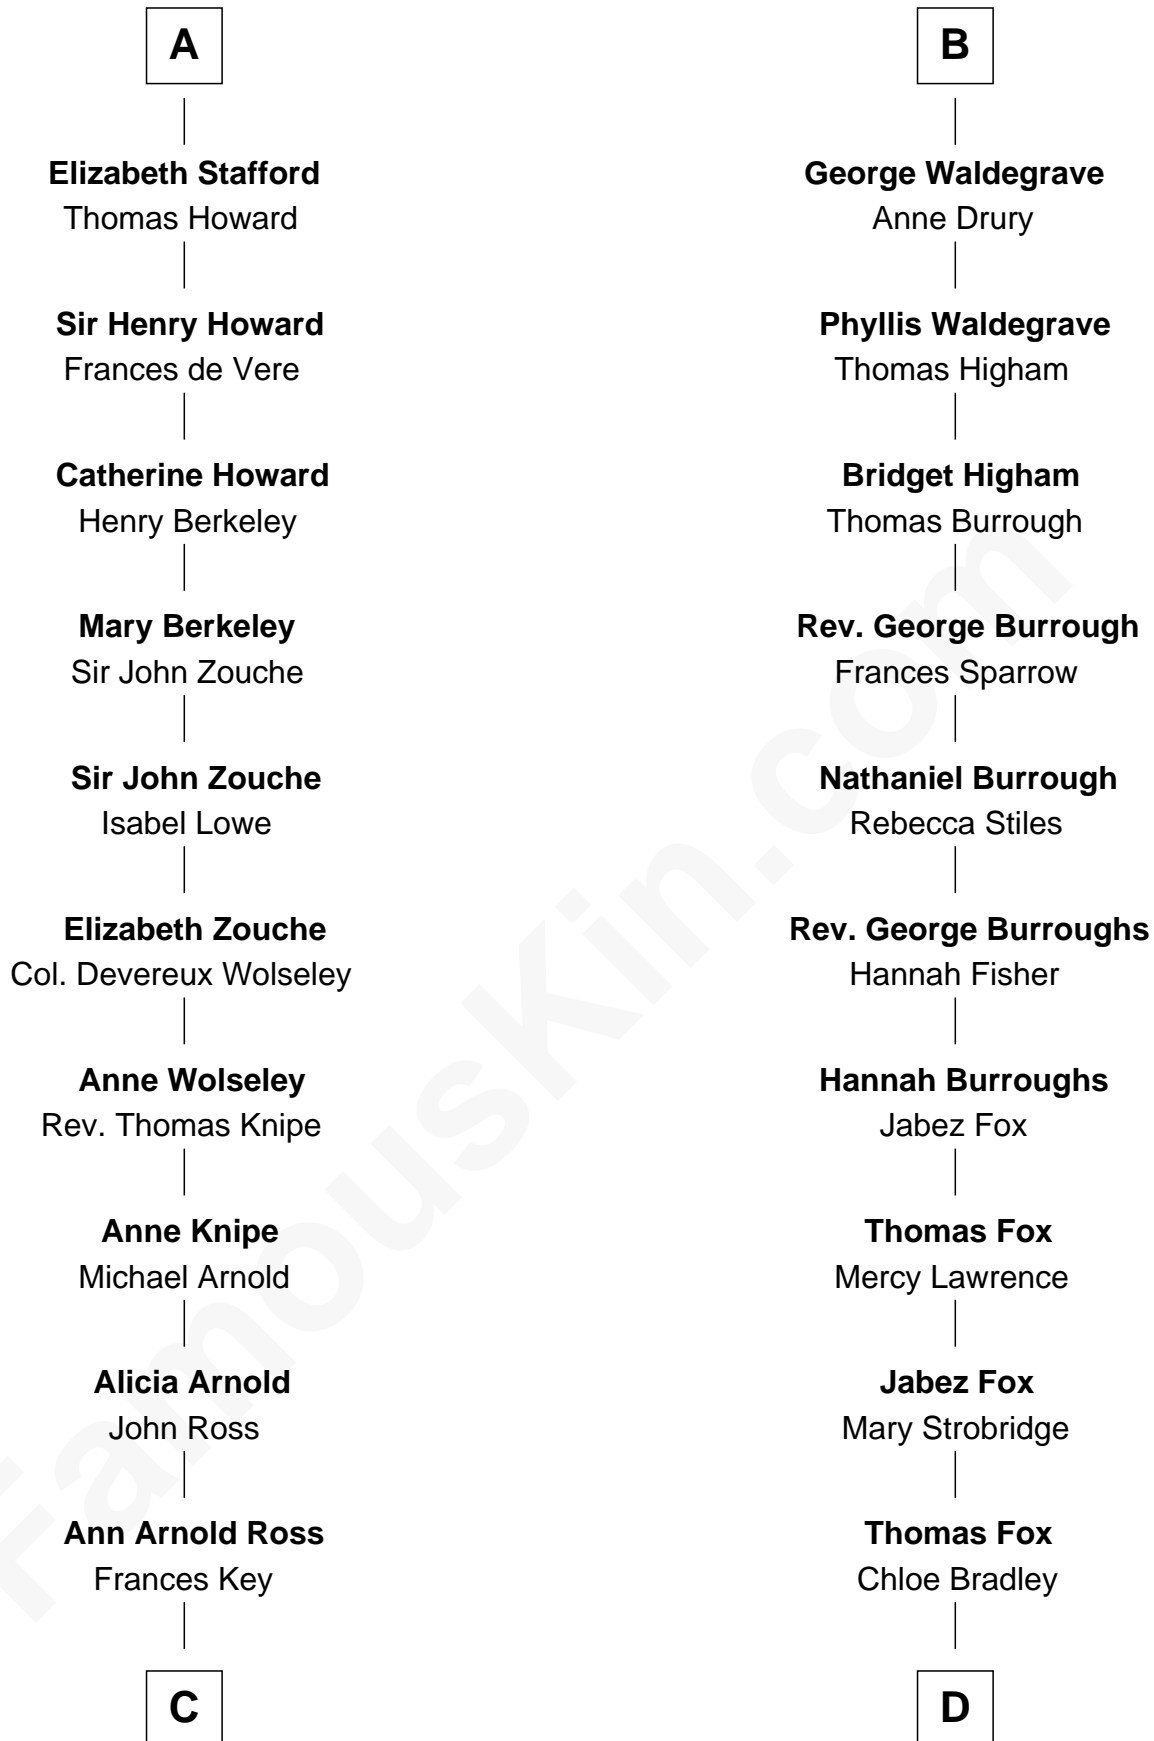 A
Elizabeth Stafford
Thomas Howard
Sir Henry Howard
Frances de Vere
Catherine Howard
Henry Berkeley
Mary Berkeley
Sir John Zouche
Sir John Zouche
Isabel Lowe
Elizabeth Zouche
Col. Devereux Wolseley
Anne Wolseley
Rev. Thomas Knipe
Anne Knipe
Michael Arnold
Alicia Arnold
John Ross
Ann Arnold Ross
Frances Key
C
B
George Waldegrave
Anne Drury
Phyllis Waldegrave
Thomas Higham
Bridget Higham
Thomas Burrough
Rev. George Burrough
Frances Sparrow
Nathaniel Burrough
Rebecca Stiles
Rev. George Burroughs
Hannah Fisher
Hannah Burroughs
Jabez Fox
Thomas Fox
Mercy Lawrence
Jabez Fox
Mary Strobridge
Thomas Fox
Chloe Bradley
D
FamousKin.com